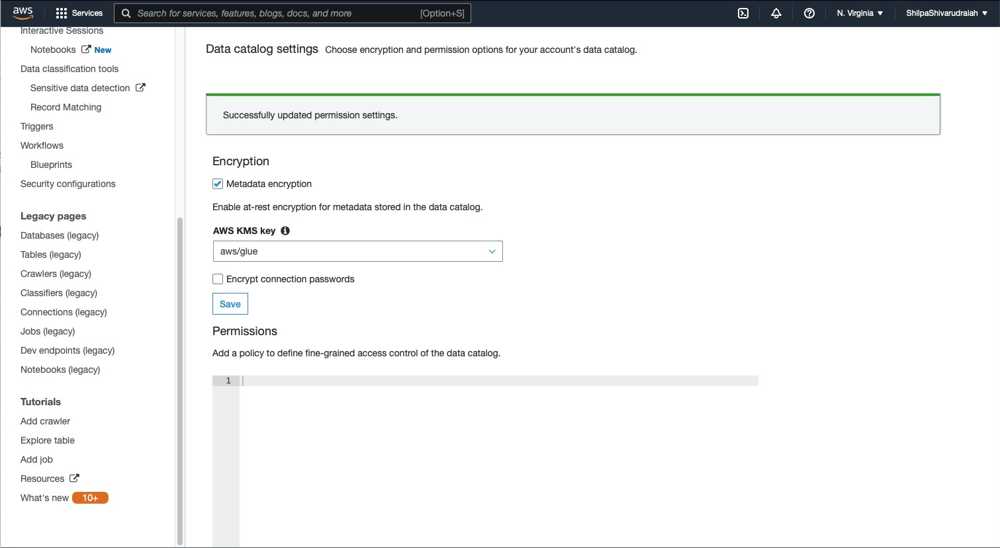 aws
Services
Search for services, features, blogs, docs, and more [Option+S]
N. Virginia ▼
ShilpaShivarudraiah ▼
Interactive Sessions
Notebooks New
Data classification tools
Sensitive data detection
Record Matching
Triggers
Workflows
Blueprints
Security configurations
Legacy pages
Databases (legacy)
Tables (legacy)
Crawlers (legacy)
Classifiers (legacy)
Connections (legacy)
Jobs (legacy)
Dev endpoints (legacy)
Notebooks (legacy)
Tutorials
Add crawler
Explore table
Add job
Resources
What's new 10+
Data catalog settings Choose encryption and permission options for your account's data catalog.
Successfully updated permission settings.
Encryption
Metadata encryption
Enable at-rest encryption for metadata stored in the data catalog.
AWS KMS key
aws/glue
Encrypt connection passwords
Save
Permissions
Add a policy to define fine-grained access control of the data catalog.
1